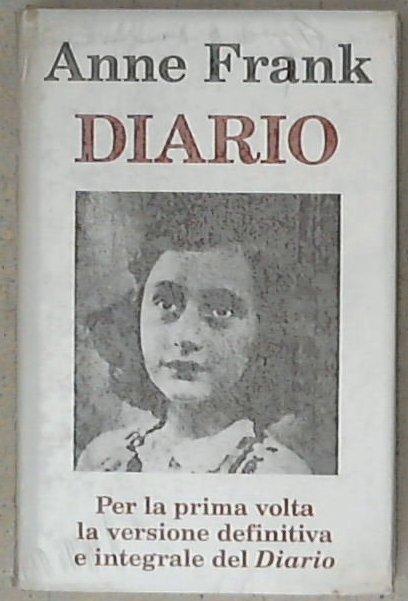 Anne Frank
DIARIO
Per la prima volta
la versione definitiva
e integrale del Diario